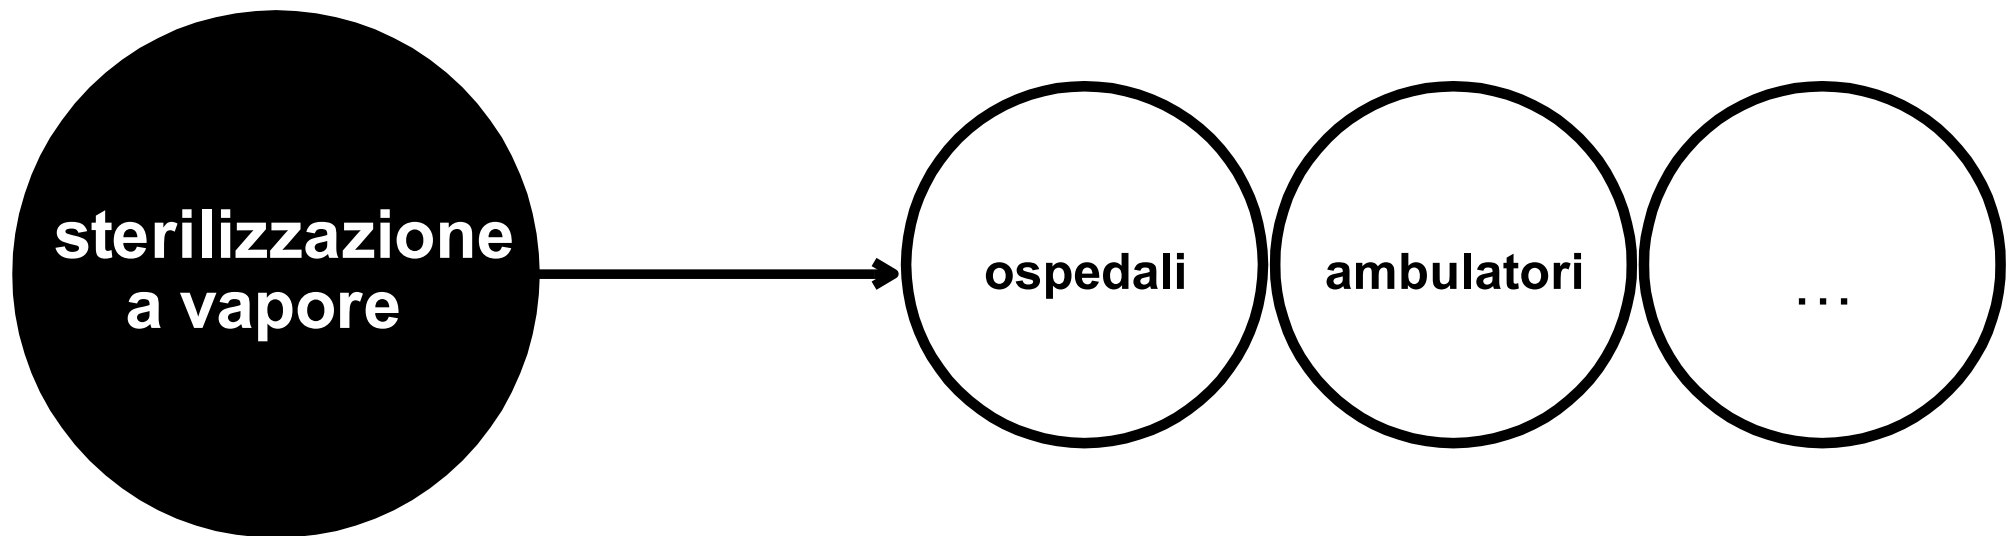 sterilizzazione
a vapore
ospedali
ambulatori
...